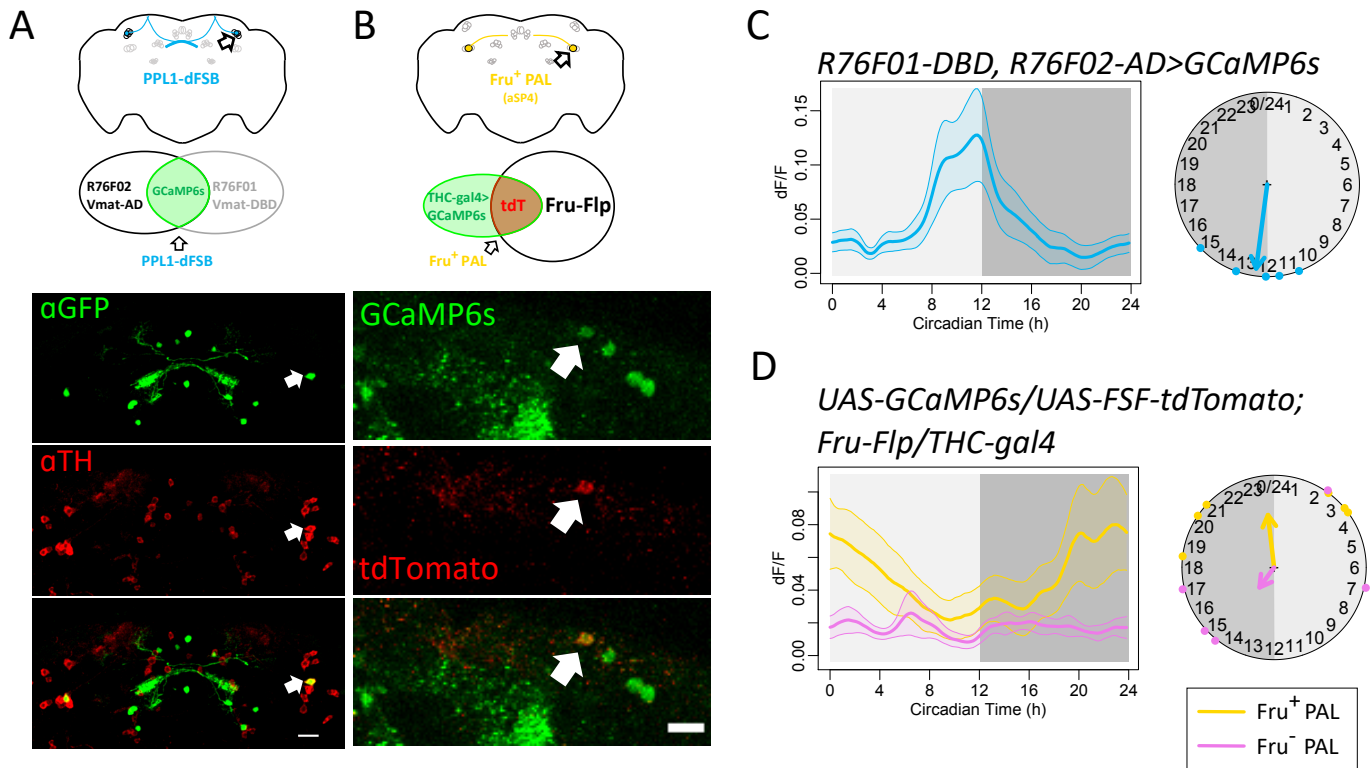 A
PPL1-dFSB
R76F02
Vmat-AD
GCaMP6s
R76F01
Vmat-DBD
PPL1-dFSB
αGFP
αTH
B
Fru+ PAL
(aSP4)
THC-gal4>
GCaMP6s
tdT
Fru-Flp
Fru+ PAL
GCaMP6s
tdTomato
C
R76F01-DBD, R76F02-AD>GCaMP6s
dF/F
0.15
0.10
0.05
0.00
0 4 8 12 16 20 24
Circadian Time (h)
0/24 1 2 3 4 5 6 7 8 9 10 11 12 13 14 15 16 17 18 19 20 21 22 23
D
UAS-GCaMP6s/UAS-FSF-tdTomato;
Fru-Flp/THC-gal4
dF/F
0.08
0.04
0.00
0 4 8 12 16 20 24
Circadian Time (h)
0/24 1 2 3 4 5 6 7 8 9 10 11 12 13 14 15 16 17 18 19 20 21 22 23
Fru+ PAL
Fru- PAL